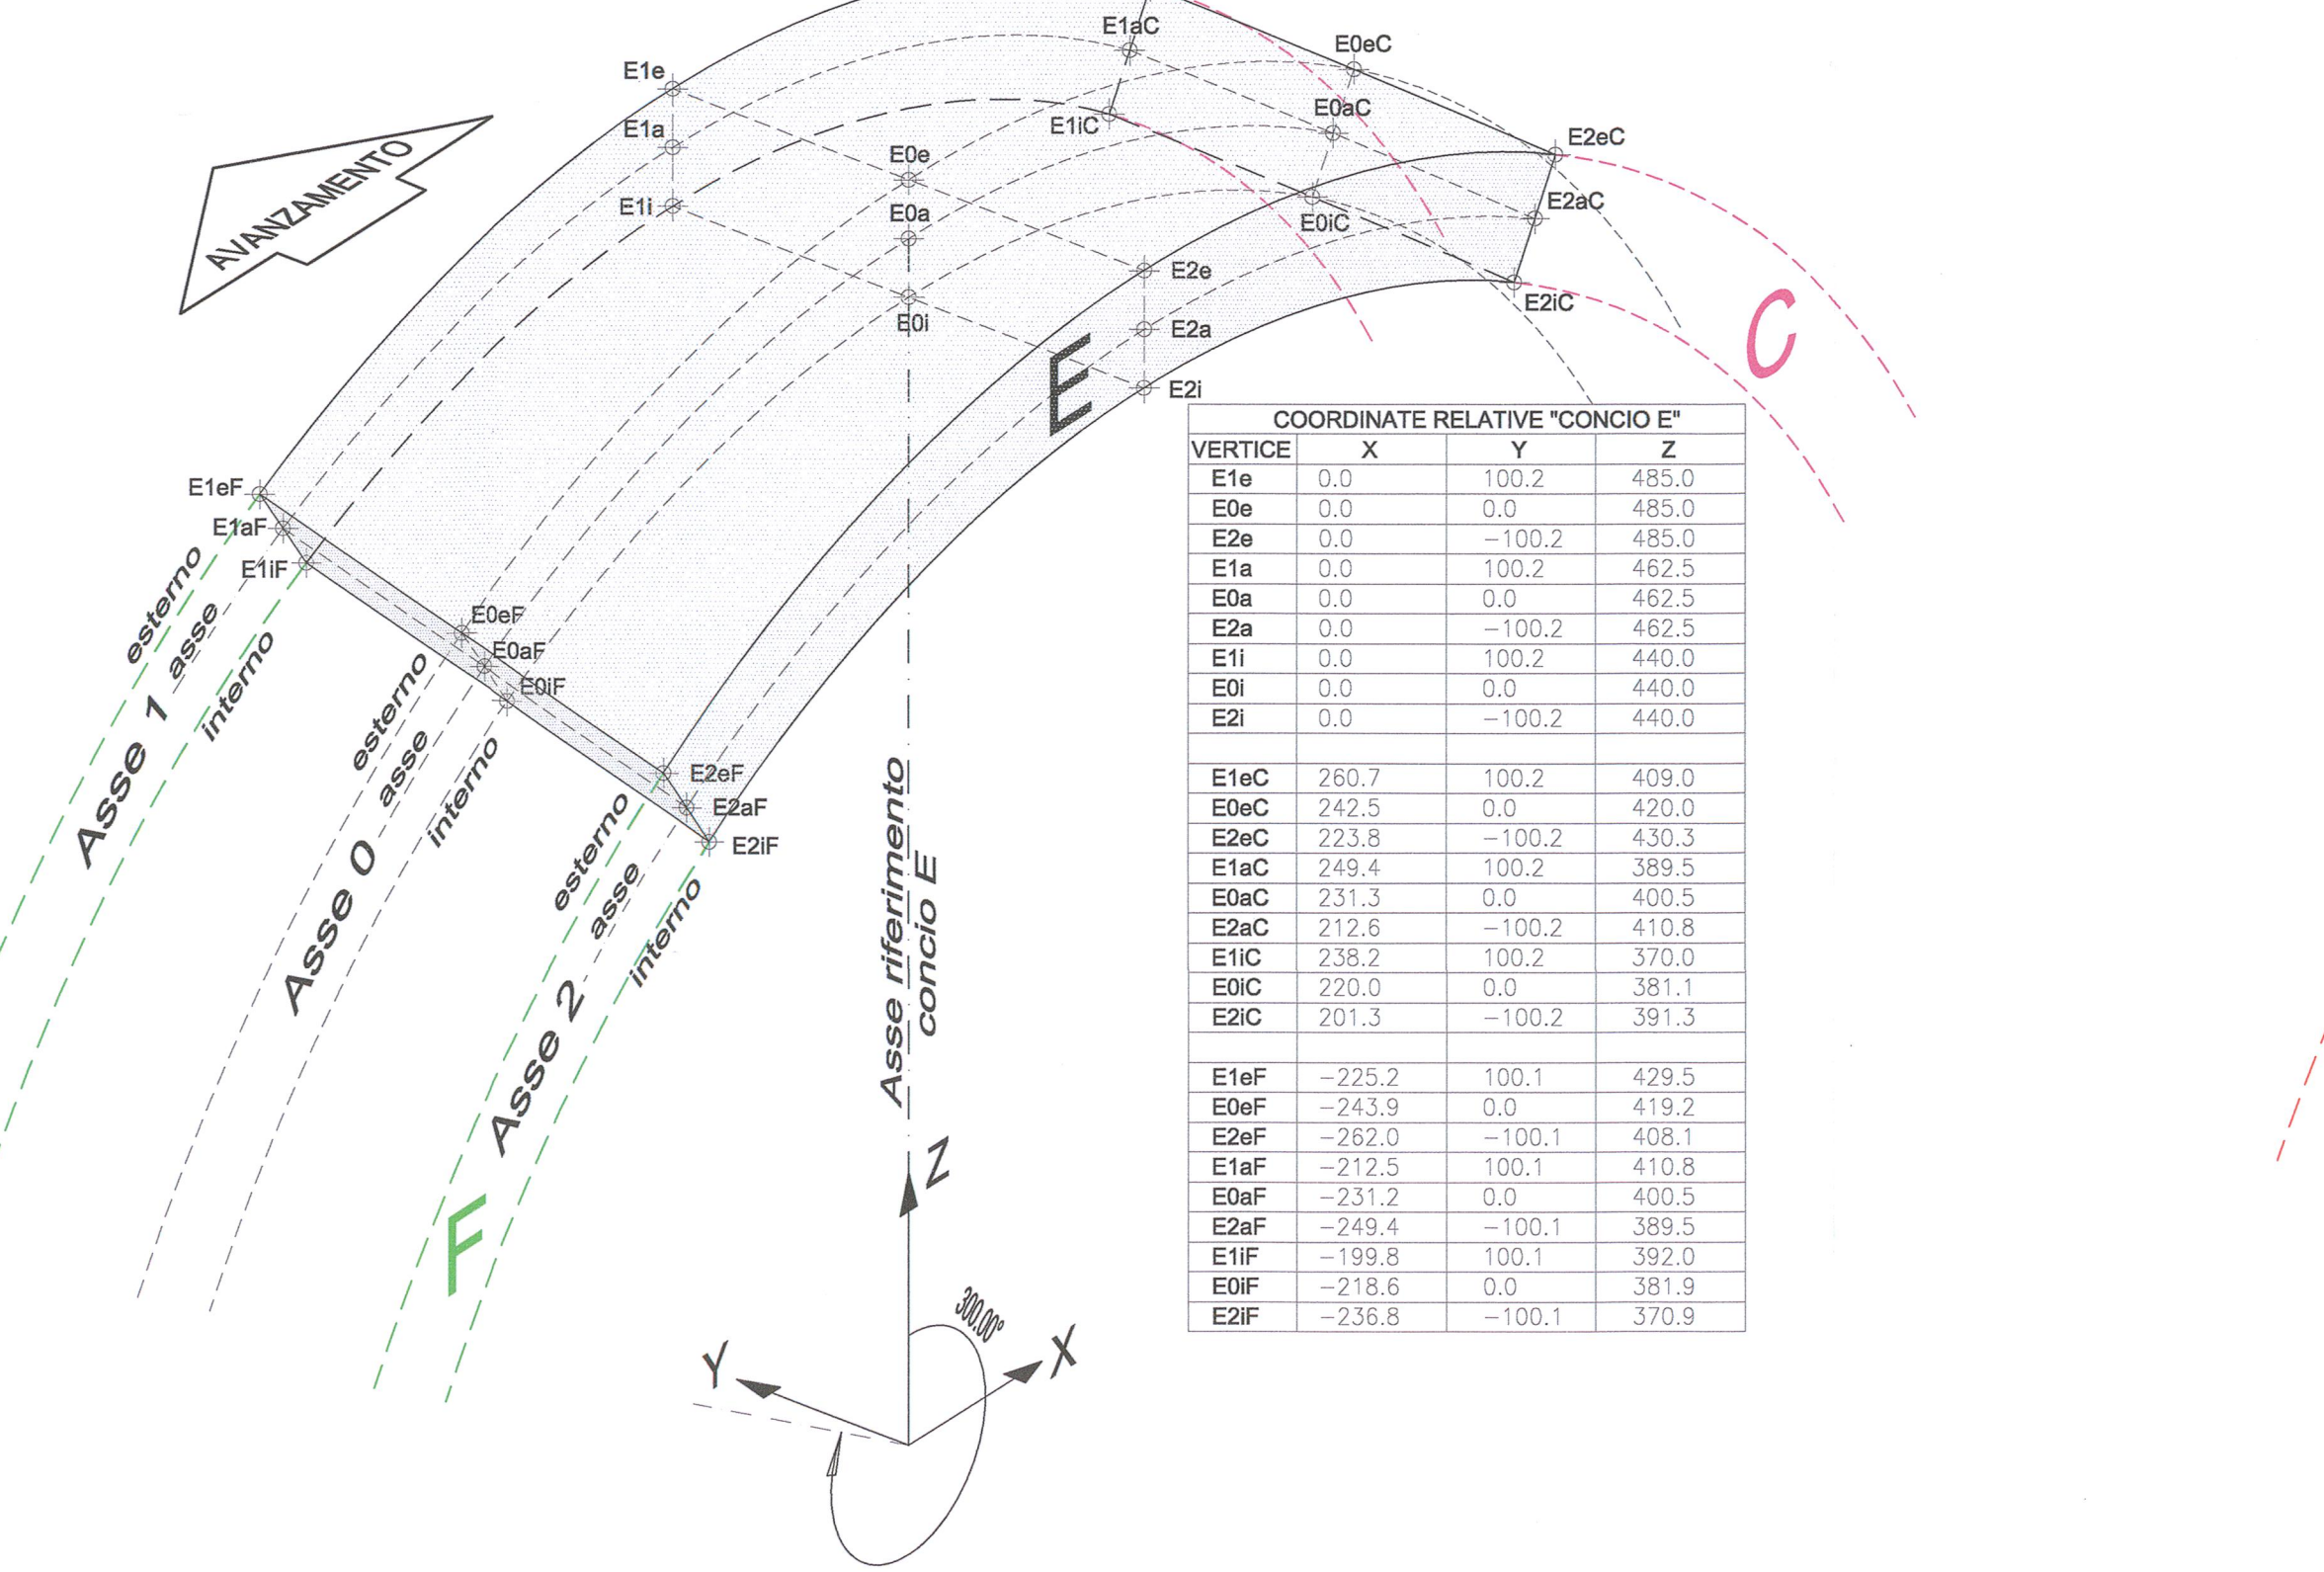 E1aC
E0eC
E1e
E0aC
E1iC
E2eC
E1a
E0e
E2aC
AVANZAMENTO
E1i
E0a
E0iC
E2e
E2iC
E0i
E2a
C
E
E2i
COORDINATE RELATIVE "CONCIO E"
VERTICE X Y Z
E1e 0.0 100.2 485.0
E0e 0.0 0.0 485.0
E2e 0.0 -100.2 485.0
E1a 0.0 100.2 462.5
E0a 0.0 0.0 462.5
E2a 0.0 -100.2 462.5
E1i 0.0 100.2 440.0
E0i 0.0 0.0 440.0
E2i 0.0 -100.2 440.0
E1eC 260.7 100.2 409.0
E0eC 242.5 0.0 420.0
E2eC 223.8 -100.2 430.3
E1aC 249.4 100.2 389.5
E0aC 231.3 0.0 400.5
E2aC 212.6 -100.2 410.8
E1iC 238.2 100.2 370.0
E0iC 220.0 0.0 381.1
E2iC 201.3 -100.2 391.3
E1eF -225.2 100.1 429.5
E0eF -243.9 0.0 419.2
E2eF -262.0 -100.1 408.1
E1aF -212.5 100.1 410.8
E0aF -231.2 0.0 400.5
E2aF -249.4 -100.1 389.5
E1iF -199.8 100.1 392.0
E0iF -218.6 0.0 381.9
E2iF -236.8 -100.1 370.9
E1eF
E1aF
E1iF
E0eF
E0aF
E0iF
E2eF
E2aF
E2iF
esterno
Asse 1 asse
interno
esterno
Asse 0 asse
interno
esterno
Asse 2 asse
interno
F
Asse riferimento
concio E
Z
300.00°
Y
X